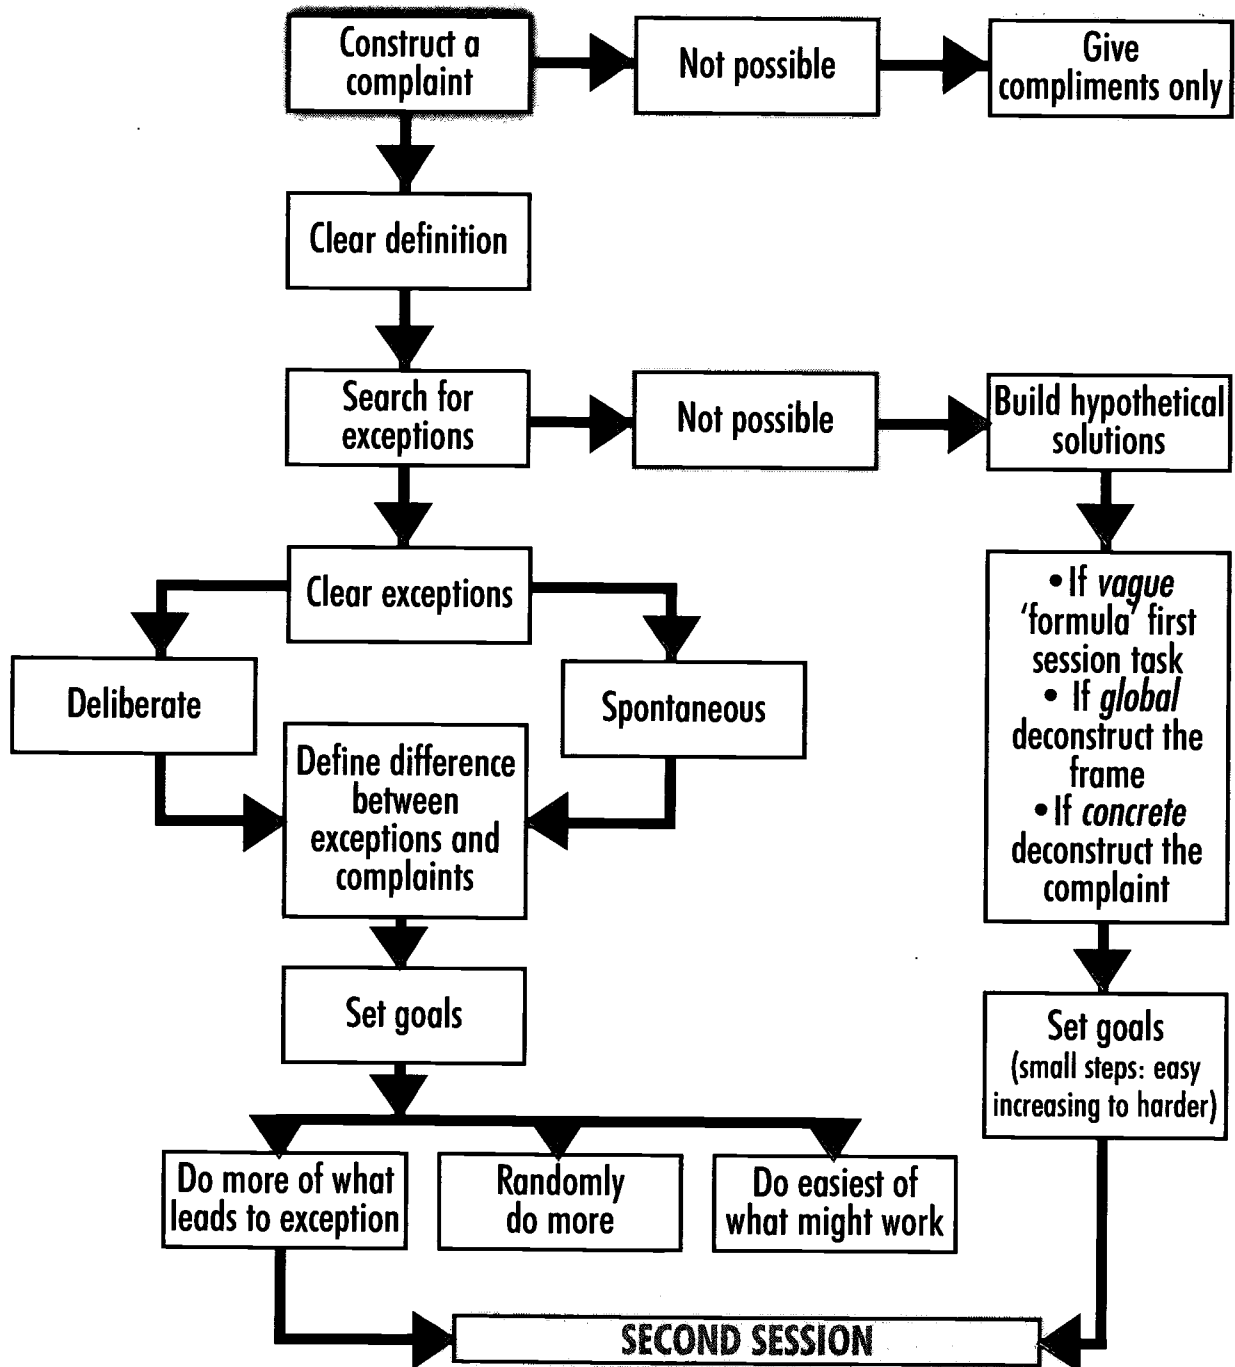 Construct a
complaint
Not possible
Give
compliments only
Clear definition
Search for
exceptions
Not possible
Build hypothetical
solutions
Clear exceptions
• If vague
‘formula’ first
session task
• If global
deconstruct the
frame
• If concrete
deconstruct the
complaint
Deliberate
Spontaneous
Define difference
between
exceptions and
complaints
Set goals
Set goals
(small steps: easy
increasing to harder)
Do more of what
leads to exception
Randomly
do more
Do easiest of
what might work
SECOND SESSION